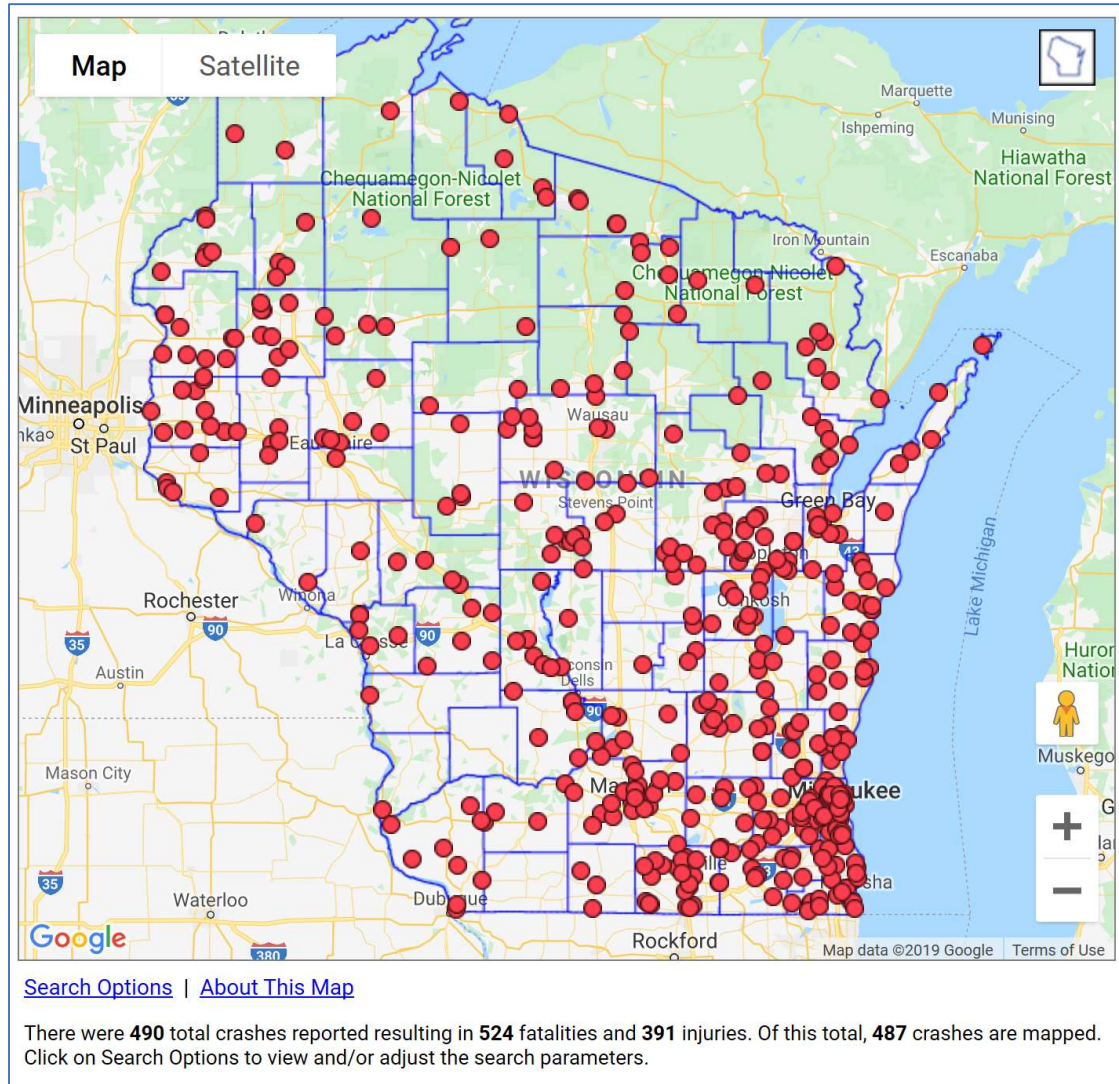 Map
Satellite
Marquette
Ishpeming
Munising
Hiawatha
National Forest
Chequamegon-Nicolet
National Forest
Iron Mountain
Escanaba
National Forest
Minneapolis
St Paul
Wausau
Stevens Point
Green Bay
Rochester
Winona
90
90
35
Austin
Lake Michigan
Huron
90
Mason City
Muskego
35
Waterloo
380
Rockford
Google
Map data ©2019 Google
Terms of Use
Search Options | About This Map
There were 490 total crashes reported resulting in 524 fatalities and 391 injuries. Of this total, 487 crashes are mapped.
Click on Search Options to view and/or adjust the search parameters.